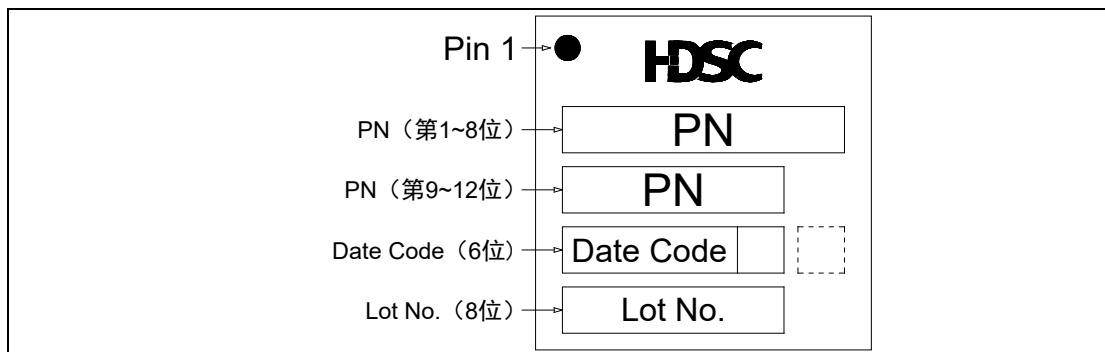 Pin 1 HDSC
PN（第1~8位） PN
PN（第9~12位） PN
Date Code（6位） Date Code
Lot No.（8位） Lot No.